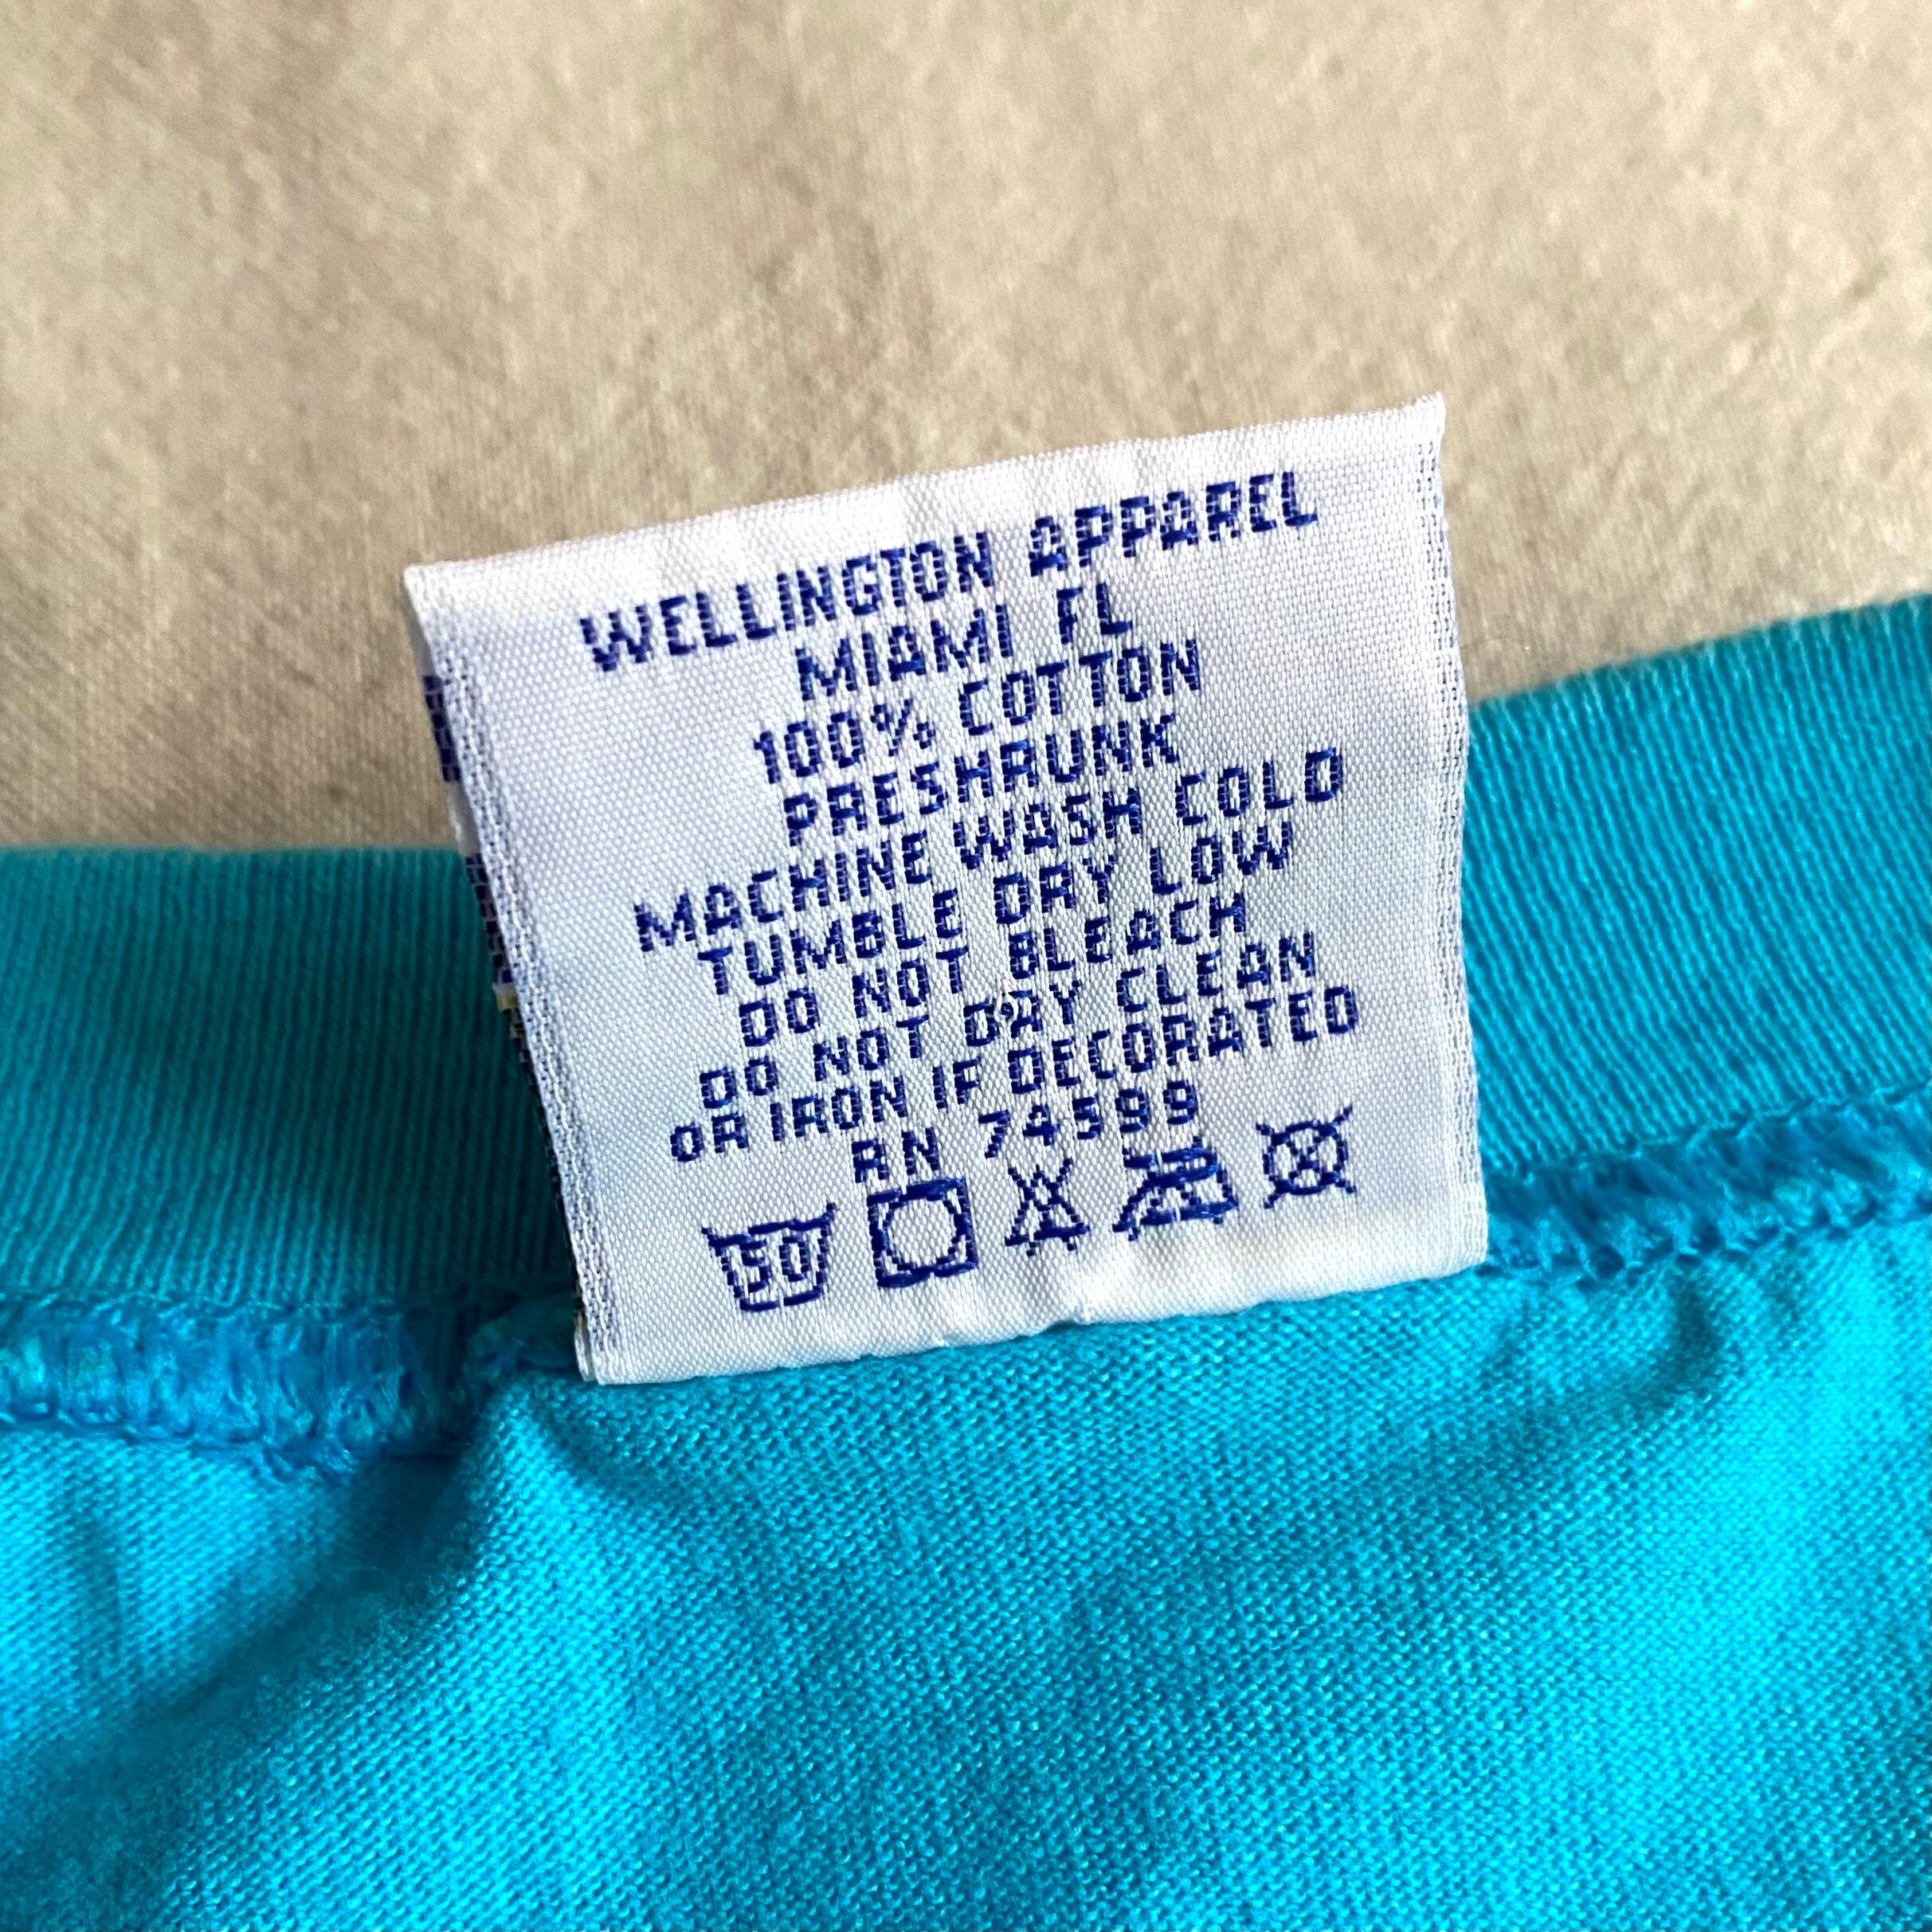 WELLINGTON APPAREL
MIAMI FL
100% COTTON
PRESHRUNK
MACHINE WASH COLD
TUMBLE DRY LOW
DO NOT BLEACH
DO NOT DRY CLEAN
OR IRON IF DECORATED
RN 74599
50